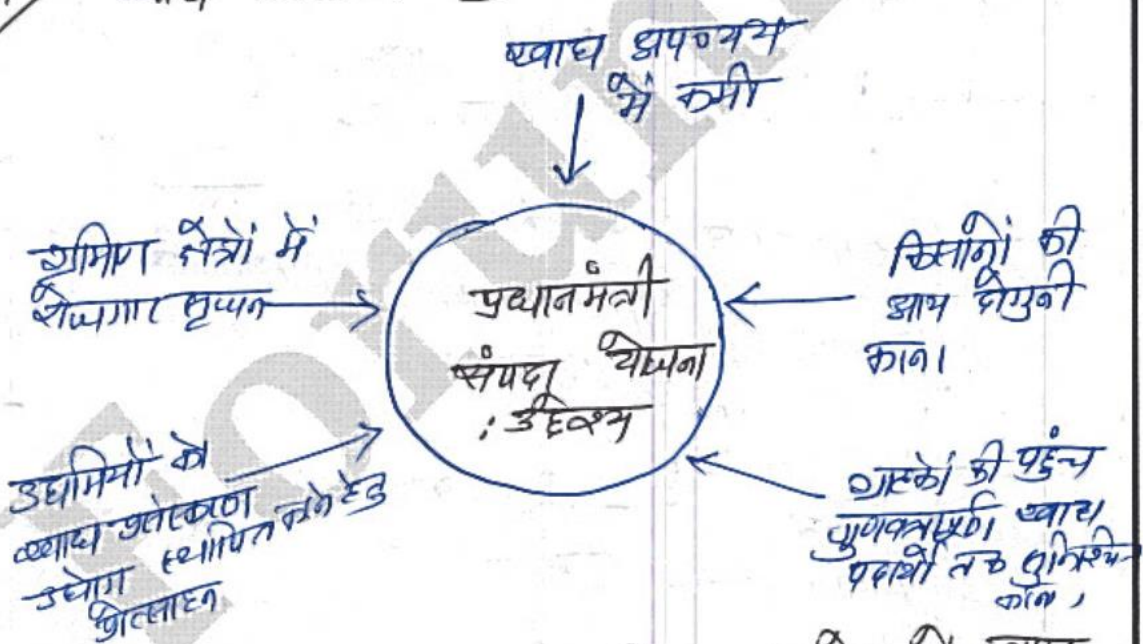 खाद्य अपव्यय
में कमी
ग्रामिण क्षेत्रों में
रोजगार सृजन
प्रधानमंत्री
संपदा योजना
: उद्देश्य
किसानों की
आय दोगुनी
करना।
उद्यमियों को
खाद्य प्रसंस्करण
उद्योग स्थापित करने हेतु
प्रोत्साहन
ग्राहकों की पहुंच
गुणवत्तापूर्ण खाद्य
पदार्थों तक सुनिश्चित
करना।
Forum